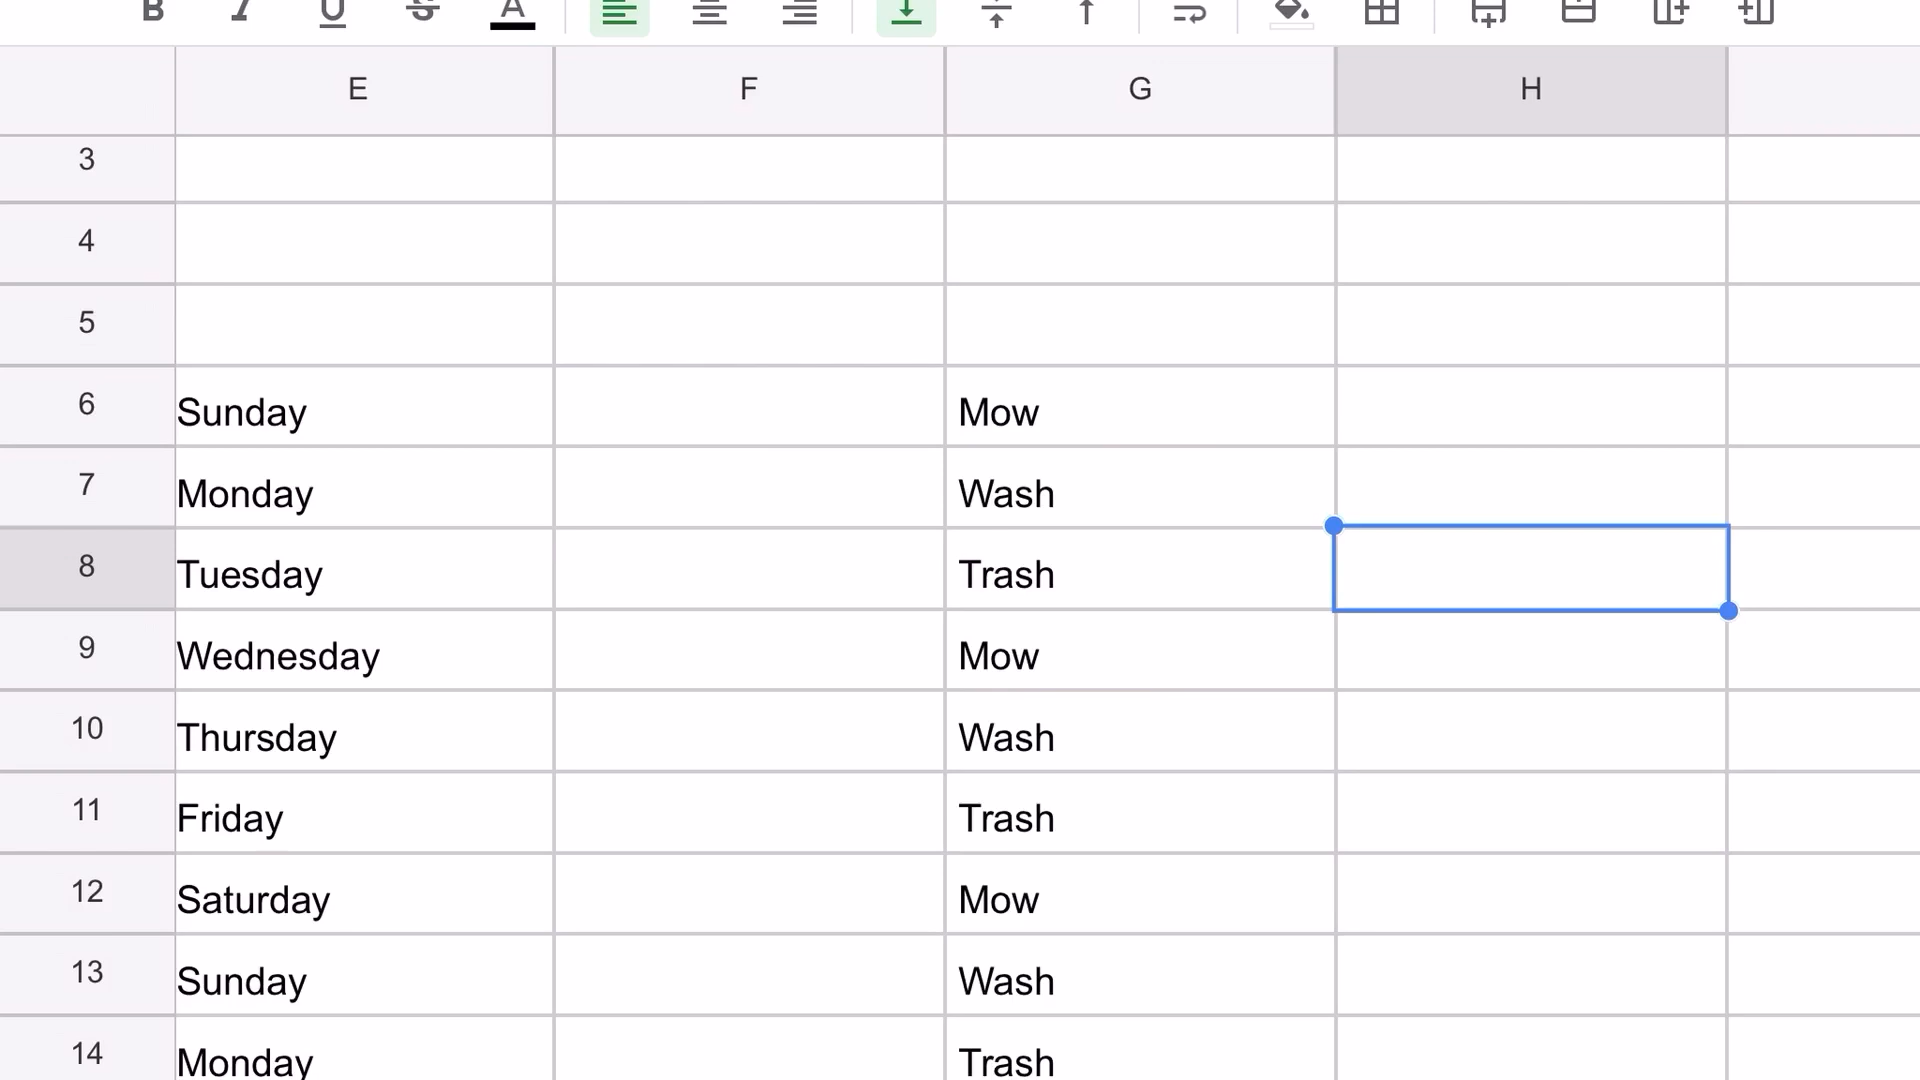 B I U S A
E F G H
3
4
5
6 Sunday Mow
7 Monday Wash
8 Tuesday Trash
9 Wednesday Mow
10 Thursday Wash
11 Friday Trash
12 Saturday Mow
13 Sunday Wash
14 Monday Trash